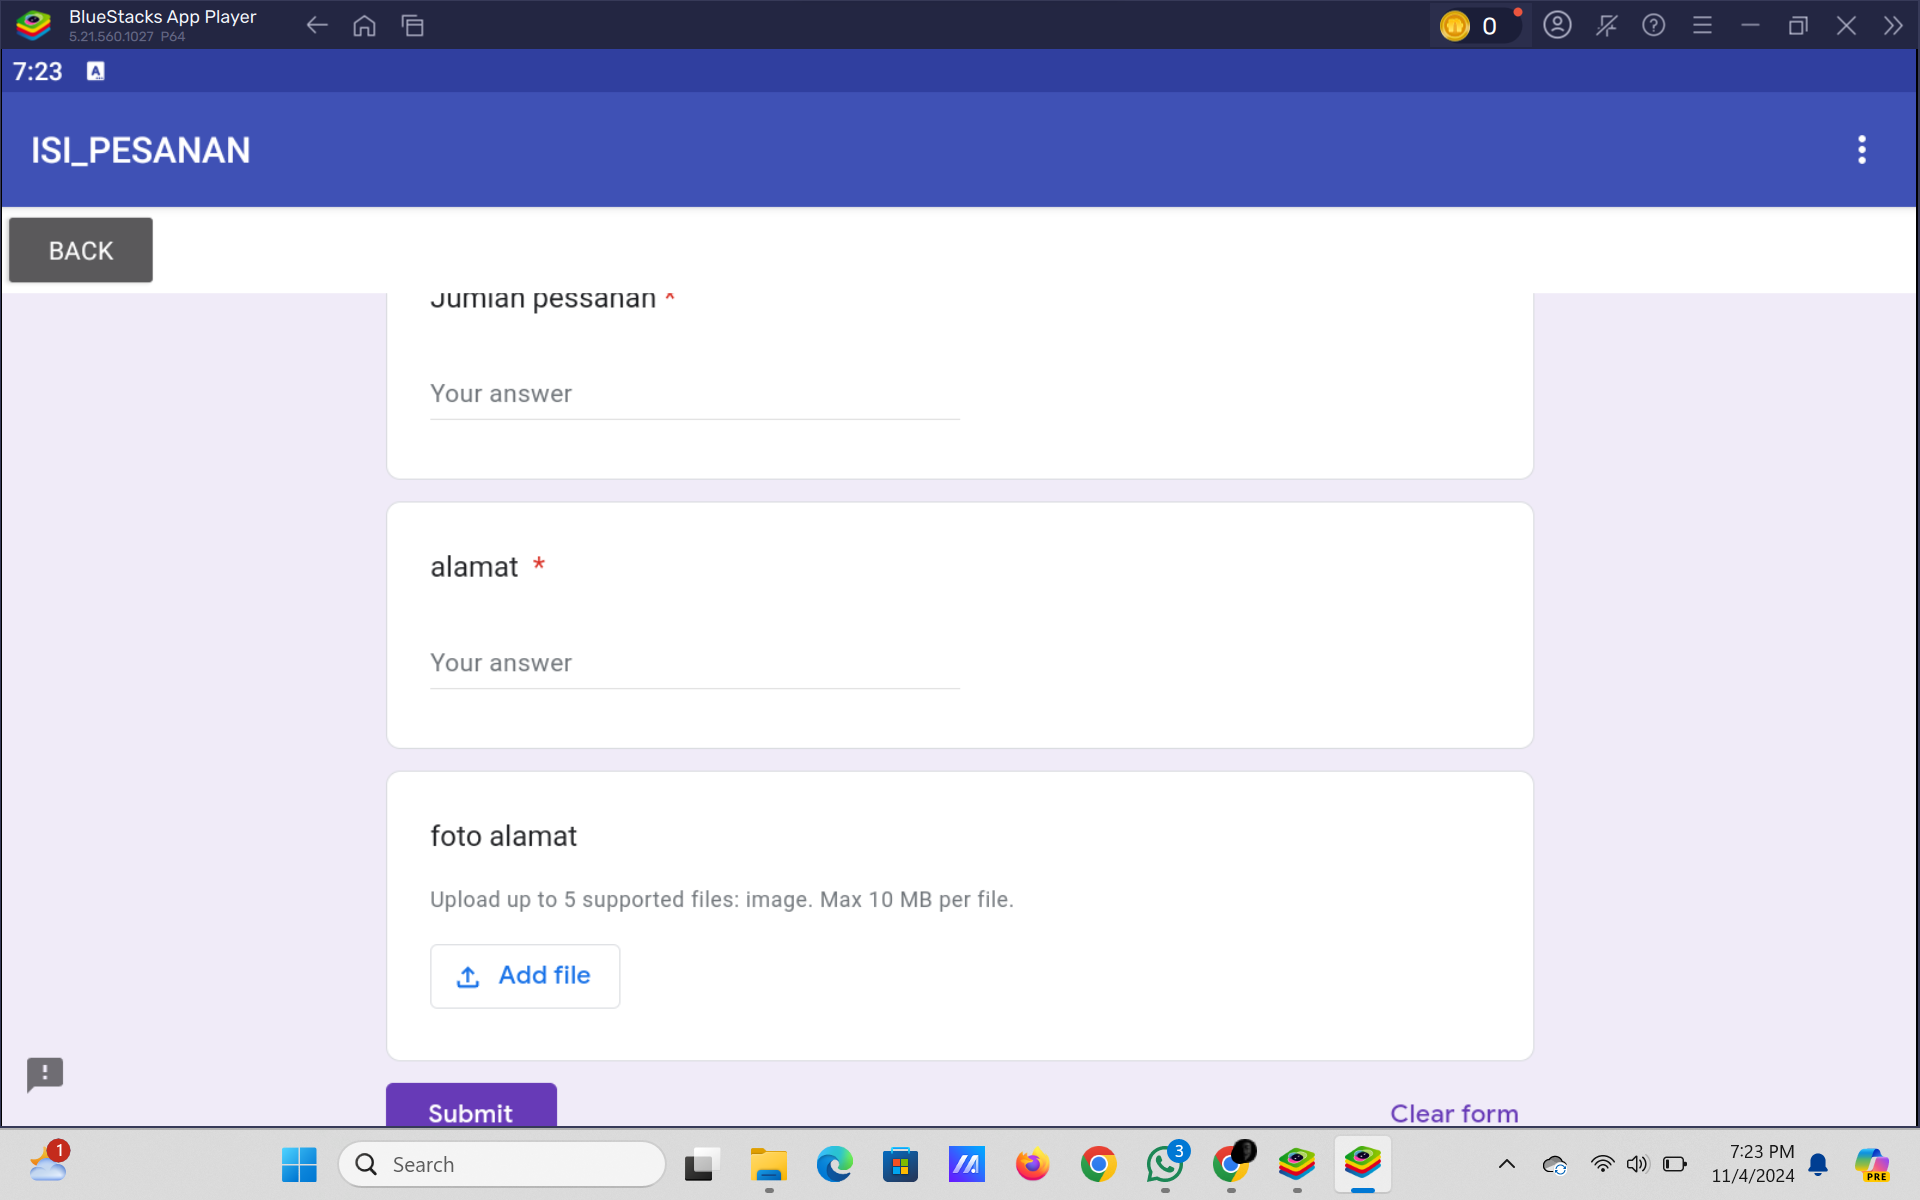 BlueStacks App Player
5.21.560.1027 P64
0
7:23
A
ISI_PESANAN
BACK
Jumlah pessanan *
Your answer
alamat *
Your answer
foto alamat
Upload up to 5 supported files: image. Max 10 MB per file.
Add file
Submit
Clear form
1
Search
3
7:23 PM
11/4/2024
PRE